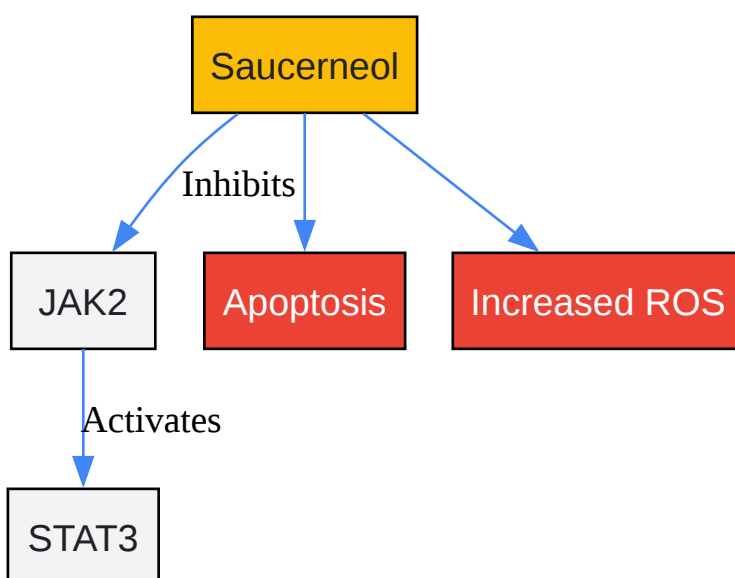 Saucerneol
Inhibits
JAK2
Apoptosis
Increased ROS
Activates
STAT3